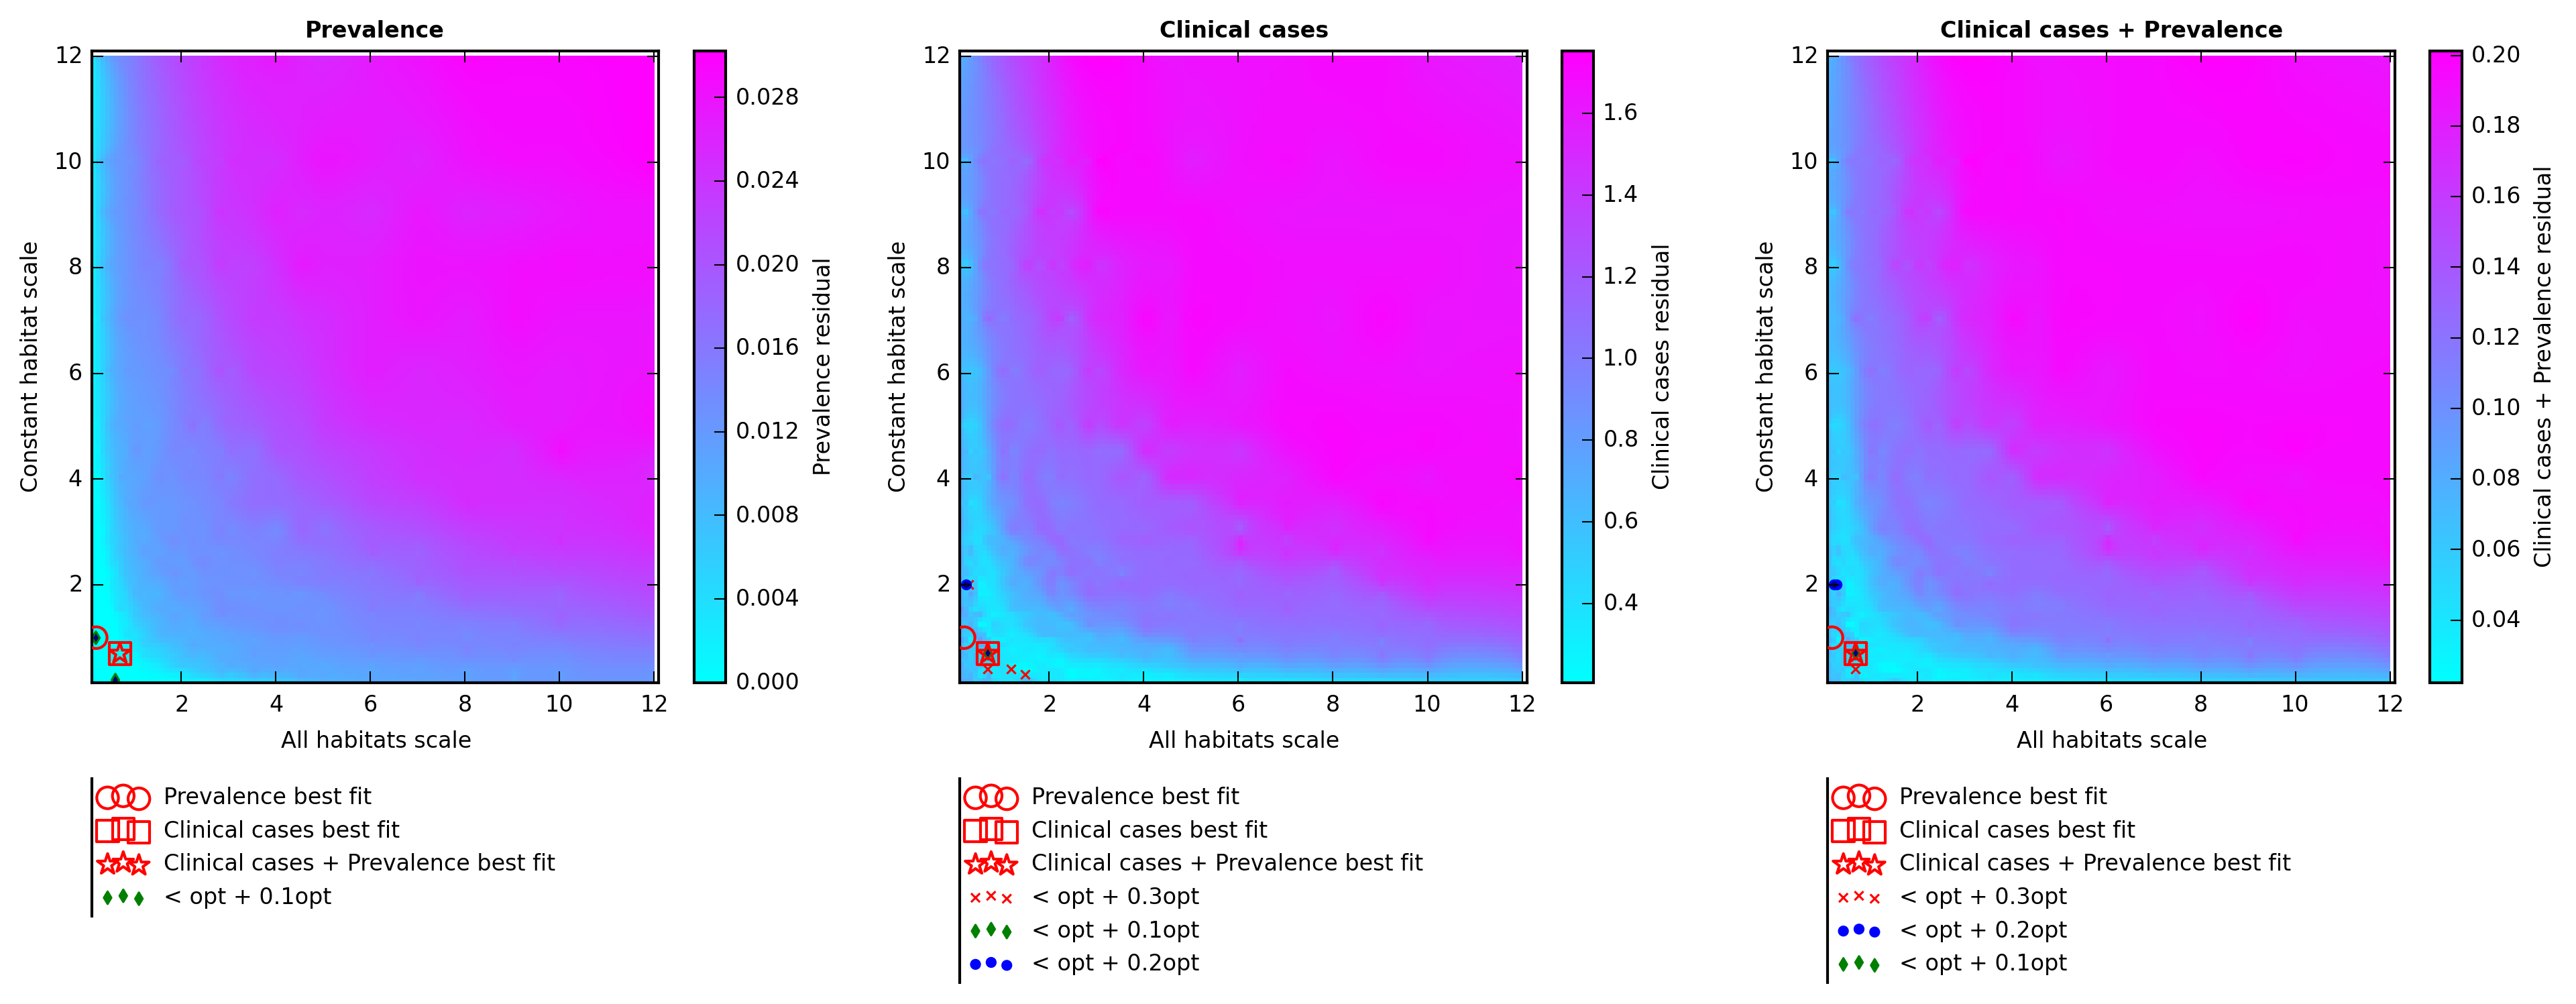 Prevalence
12
10
8
6
4
2
Constant habitat scale
2 4 6 8 10 12
All habitats scale
0.028
0.024
0.020
0.016
0.012
0.008
0.004
0.000
Prevalence residual
Prevalence best fit
Clinical cases best fit
Clinical cases + Prevalence best fit
< opt + 0.1opt
Clinical cases
12
10
8
6
4
2
Constant habitat scale
2 4 6 8 10 12
All habitats scale
1.6
1.4
1.2
1.0
0.8
0.6
0.4
Clinical cases residual
Prevalence best fit
Clinical cases best fit
Clinical cases + Prevalence best fit
< opt + 0.3opt
< opt + 0.1opt
< opt + 0.2opt
Clinical cases + Prevalence
12
10
8
6
4
2
Constant habitat scale
2 4 6 8 10 12
All habitats scale
0.20
0.18
0.16
0.14
0.12
0.10
0.08
0.06
0.04
Clinical cases + Prevalence residual
Prevalence best fit
Clinical cases best fit
Clinical cases + Prevalence best fit
< opt + 0.3opt
< opt + 0.2opt
< opt + 0.1opt